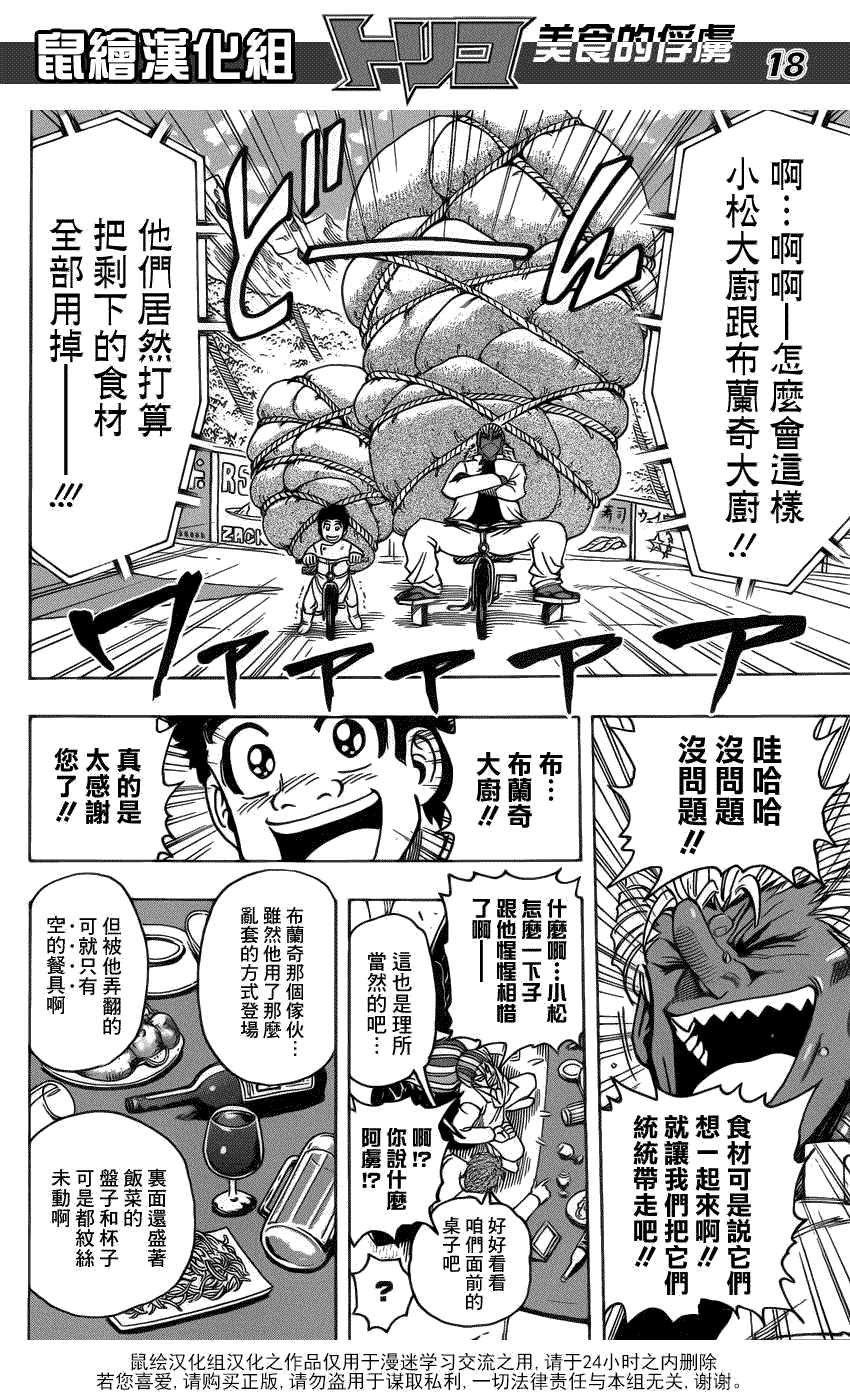 鼠繪漢化組
トリコ
美食的俘虜
18
啊…啊啊—怎麼會這樣
小松大廚跟布蘭奇大廚!!
他們居然打算
把剩下的食材
全部用掉——!!!
ドーン
RS
ZACK
寿司
ワァァァァァ
哇哈哈
沒問題
沒問題!!
布…
布蘭奇
大廚!!
真的是
太感謝
您了!!
食材可是說它們
想一起來啊!!
就讓我們把它們
統統帶走吧!!
什麼啊…小松
怎麼一下子
跟他惺惺相惜
了啊——
這也是理所
當然的吧…
啊!?
你說什麼
阿虜!?
好好看看
咱們面前的
桌子吧
?
布蘭奇那個傢伙…
雖然他用了那麼
亂套的方式登場
但被他弄翻的
可就只有
空的餐具啊
裏面還盛著
飯菜的
盤子和杯子
可是都紋絲
未動啊
鼠绘汉化组汉化之作品仅用于漫迷学习交流之用, 请于24小时之内删除
若您喜爱, 请购买正版, 请勿盗用于谋取私利, 一切法律责任与本组无关, 谢谢。